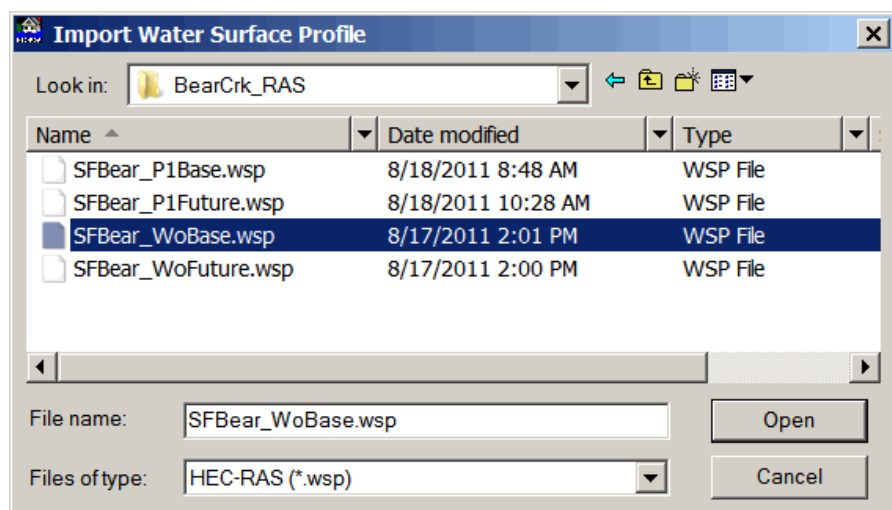 Import Water Surface Profile
Look in: BearCrk_RAS
Name Date modified Type
SFBear_P1Base.wsp 8/18/2011 8:48 AM WSP File
SFBear_P1Future.wsp 8/18/2011 10:28 AM WSP File
SFBear_WoBase.wsp 8/17/2011 2:01 PM WSP File
SFBear_WoFuture.wsp 8/17/2011 2:00 PM WSP File
File name: SFBear_WoBase.wsp Open
Files of type: HEC-RAS (*.wsp) Cancel